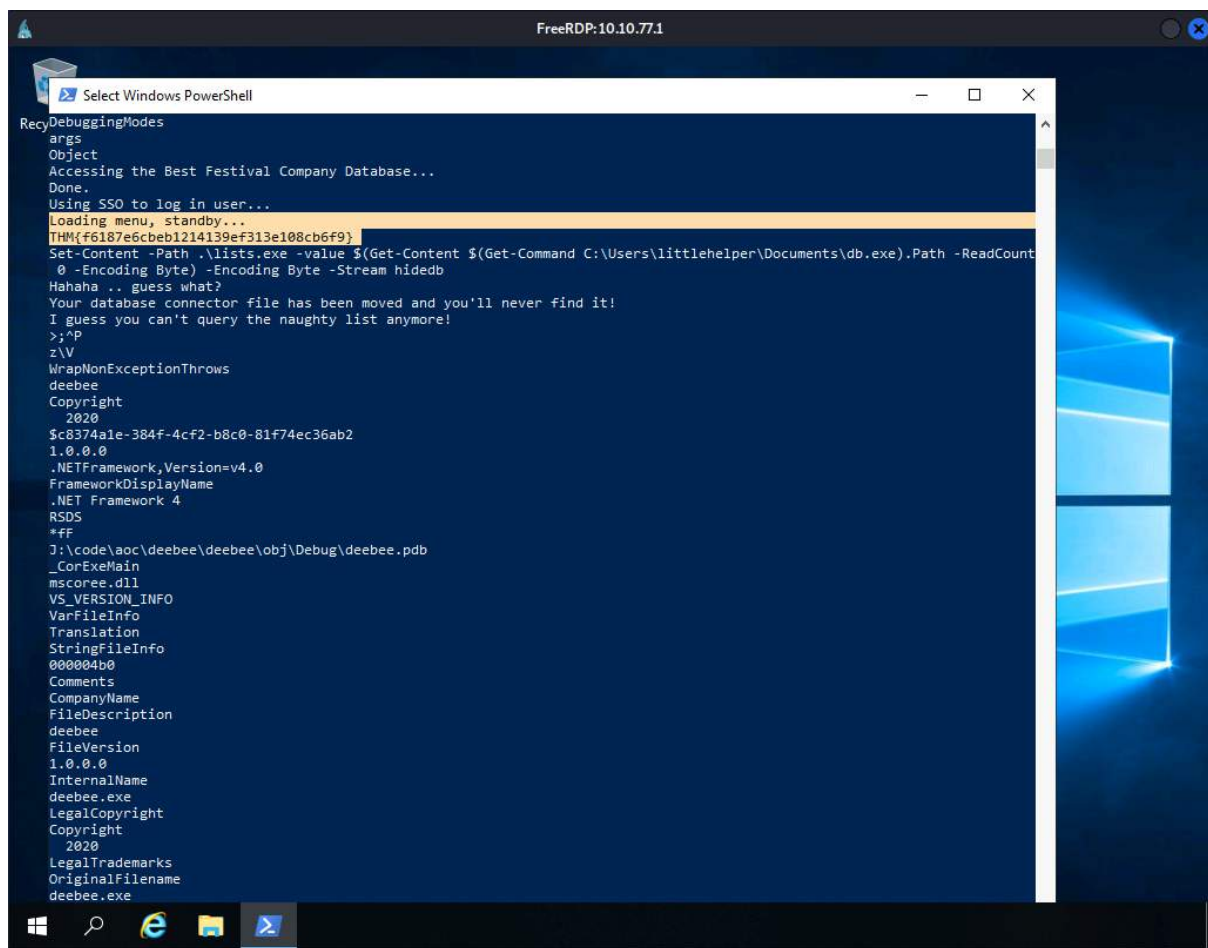 FreeRDP:10.10.77.1
Select Windows PowerShell
Recy
DebuggingModes
args
Object
Accessing the Best Festival Company Database...
Done.
Using SSO to log in user...
Loading menu, standby...
THM{f6187e6cbeb1214139ef313e108cb6f9}
Set-Content -Path .\lists.exe -value $(Get-Content $(Get-Command C:\Users\littlehelper\Documents\db.exe).Path -ReadCount
 0 -Encoding Byte) -Encoding Byte -Stream hidedb
Hahaha .. guess what?
Your database connector file has been moved and you'll never find it!
I guess you can't query the naughty list anymore!
>;^P
z\V
WrapNonExceptionThrows
deebee
Copyright
  2020
$c8374a1e-384f-4cf2-b8c0-81f74ec36ab2
1.0.0.0
.NETFramework,Version=v4.0
FrameworkDisplayName
.NET Framework 4
RSDS
*fF
J:\code\aoc\deebee\deebee\obj\Debug\deebee.pdb
_CorExeMain
mscoree.dll
VS_VERSION_INFO
VarFileInfo
Translation
StringFileInfo
000004b0
Comments
CompanyName
FileDescription
deebee
FileVersion
1.0.0.0
InternalName
deebee.exe
LegalCopyright
Copyright
  2020
LegalTrademarks
OriginalFilename
deebee.exe